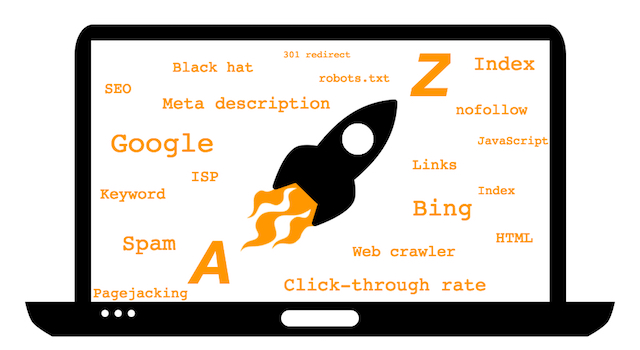 301 redirect
Black hat
Z
Index
robots.txt
SEO
Meta description
nofollow
Google
JavaScript
Links
ISP
Keyword
Index
Bing
Spam
HTML
A
Web crawler
Click-through rate
Pagejacking